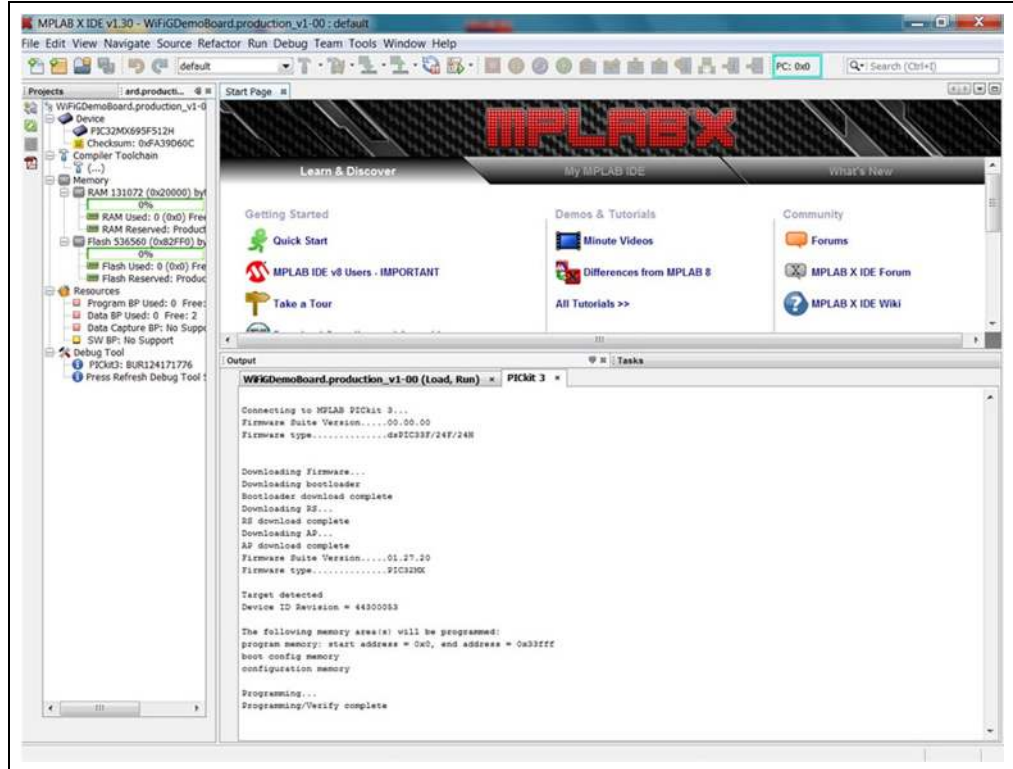 MPLAB X IDE v1.30 - WiFiGDemoBoard.production_v1-00 : default
File Edit View Navigate Source Refactor Run Debug Team Tools Window Help
default
PC: 0x0
Search (Ctrl+I)
Projects
ard.producti...
Start Page
WiFiGDemoBoard.production_v1-0
Device
PIC32MX695F512H
Checksum: 0xFA39D60C
Compiler Toolchain
(...)
Memory
RAM 131072 (0x20000) byt
0%
RAM Used: 0 (0x0) Free
RAM Reserved: Product
Flash 536560 (0x82FF0) by
0%
Flash Used: 0 (0x0) Fre
Flash Reserved: Produc
Resources
Program BP Used: 0 Free:
Data BP Used: 0 Free: 2
Data Capture BP: No Suppo
SW BP: No Support
Debug Tool
PICkit3: BUR124171776
Press Refresh Debug Tool
MPLABX
Learn & Discover
My MPLAB IDE
What's New
Getting Started
Quick Start
MPLAB IDE v8 Users - IMPORTANT
Take a Tour
Demos & Tutorials
Minute Videos
Differences from MPLAB 8
All Tutorials >>
Community
Forums
MPLAB X IDE Forum
MPLAB X IDE Wiki
Output
Tasks
WiFiGDemoBoard.production_v1-00 (Load, Run)
PICkit 3
Connecting to MPLAB PICkit 3...
Firmware Suite Version.....00.00.00
Firmware type..............dsPIC33F/24F/24H
Downloading Firmware...
Downloading bootloader
Bootloader download complete
Downloading RS...
RS download complete
Downloading AP...
AP download complete
Firmware Suite Version.....01.27.20
Firmware type..............PIC32MX
Target detected
Device ID Revision = 44300053
The following memory area(s) will be programmed:
program memory: start address = 0x0, end address = 0x33fff
boot config memory
configuration memory
Programming...
Programming/Verify complete